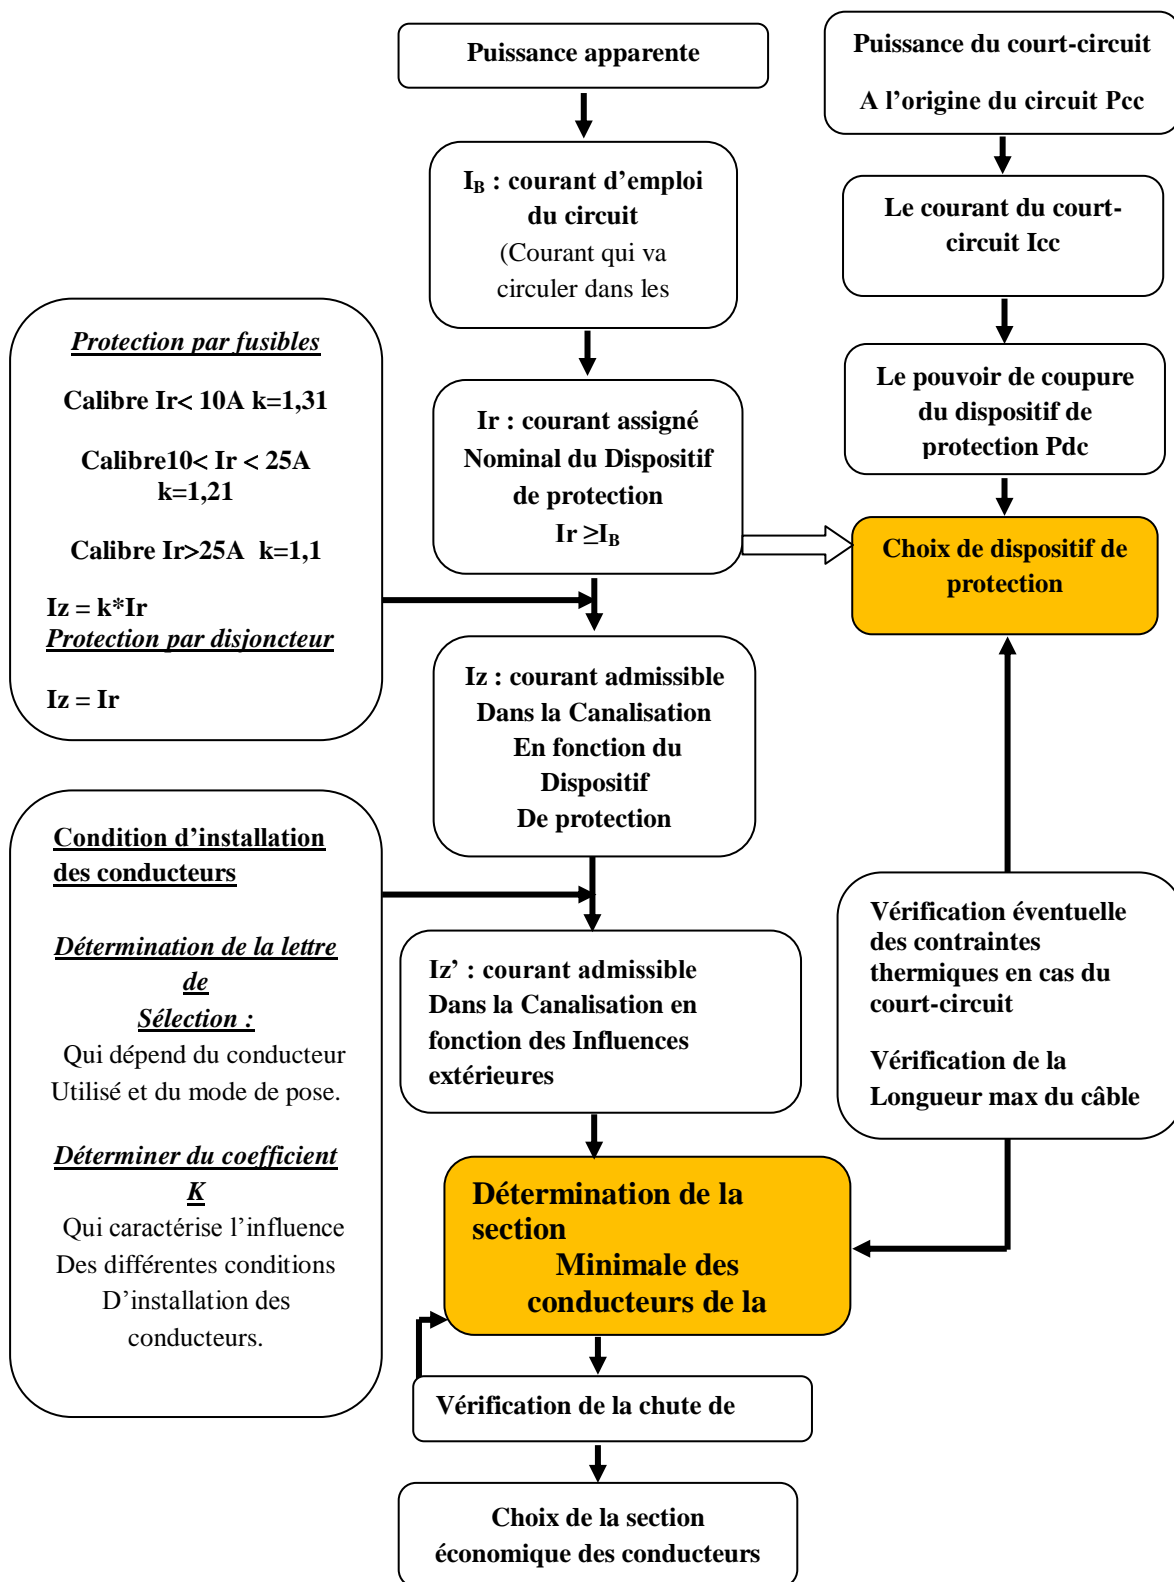 Puissance apparente
I_B : courant d'emploi
du circuit
(Courant qui va
circuler dans les
Ir : courant assigné
Nominal du Dispositif
de protection
Ir ≥I_B
Protection par fusibles
Calibre Ir< 10A k=1,31
Calibre10< Ir < 25A
k=1,21
Calibre Ir>25A k=1,1
Iz = k*Ir
Protection par disjoncteur
Iz = Ir
Iz : courant admissible
Dans la Canalisation
En fonction du
Dispositif
De protection
Condition d'installation
des conducteurs
Détermination de la lettre
de
Sélection :
Qui dépend du conducteur
Utilisé et du mode de pose.
Déterminer du coefficient
K
Qui caractérise l'influence
Des différentes conditions
D'installation des
conducteurs.
Iz' : courant admissible
Dans la Canalisation en
fonction des Influences
extérieures
Détermination de la
section
Minimale des
conducteurs de la
Vérification de la chute de
Choix de la section
économique des conducteurs
Puissance du court-circuit
A l'origine du circuit Pcc
Le courant du court-
circuit Icc
Le pouvoir de coupure
du dispositif de
protection Pdc
Choix de dispositif de
protection
Vérification éventuelle
des contraintes
thermiques en cas du
court-circuit
Vérification de la
Longueur max du câble